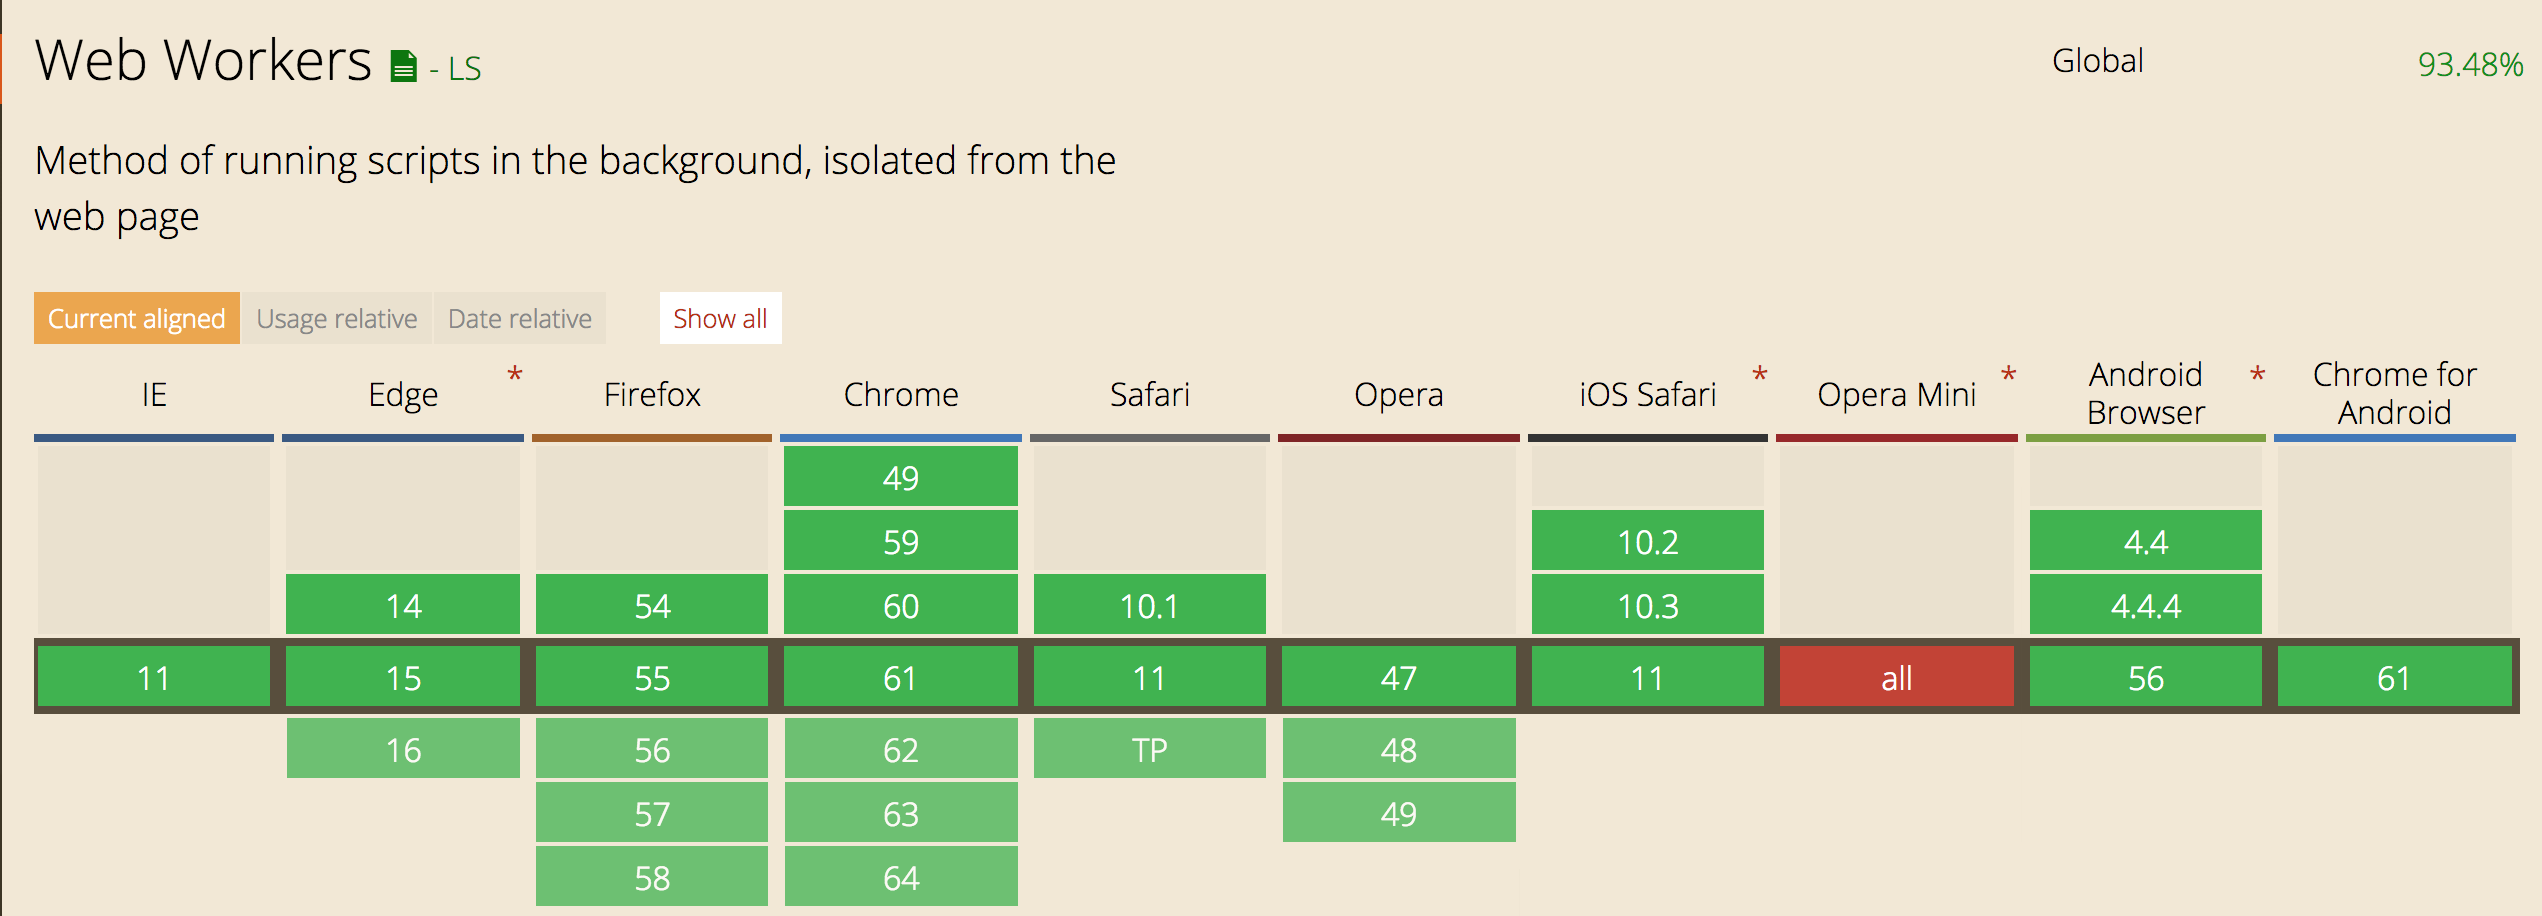 Web Workers - LS
Global 93.48%
Method of running scripts in the background, isolated from the
web page
Current aligned Usage relative Date relative Show all
IE Edge * Firefox Chrome Safari Opera iOS Safari * Opera Mini * Android Browser * Chrome for Android
49
59 10.2 4.4
14 54 60 10.1 10.3 4.4.4
11 15 55 61 11 47 11 all 56 61
16 56 62 TP 48
57 63 49
58 64